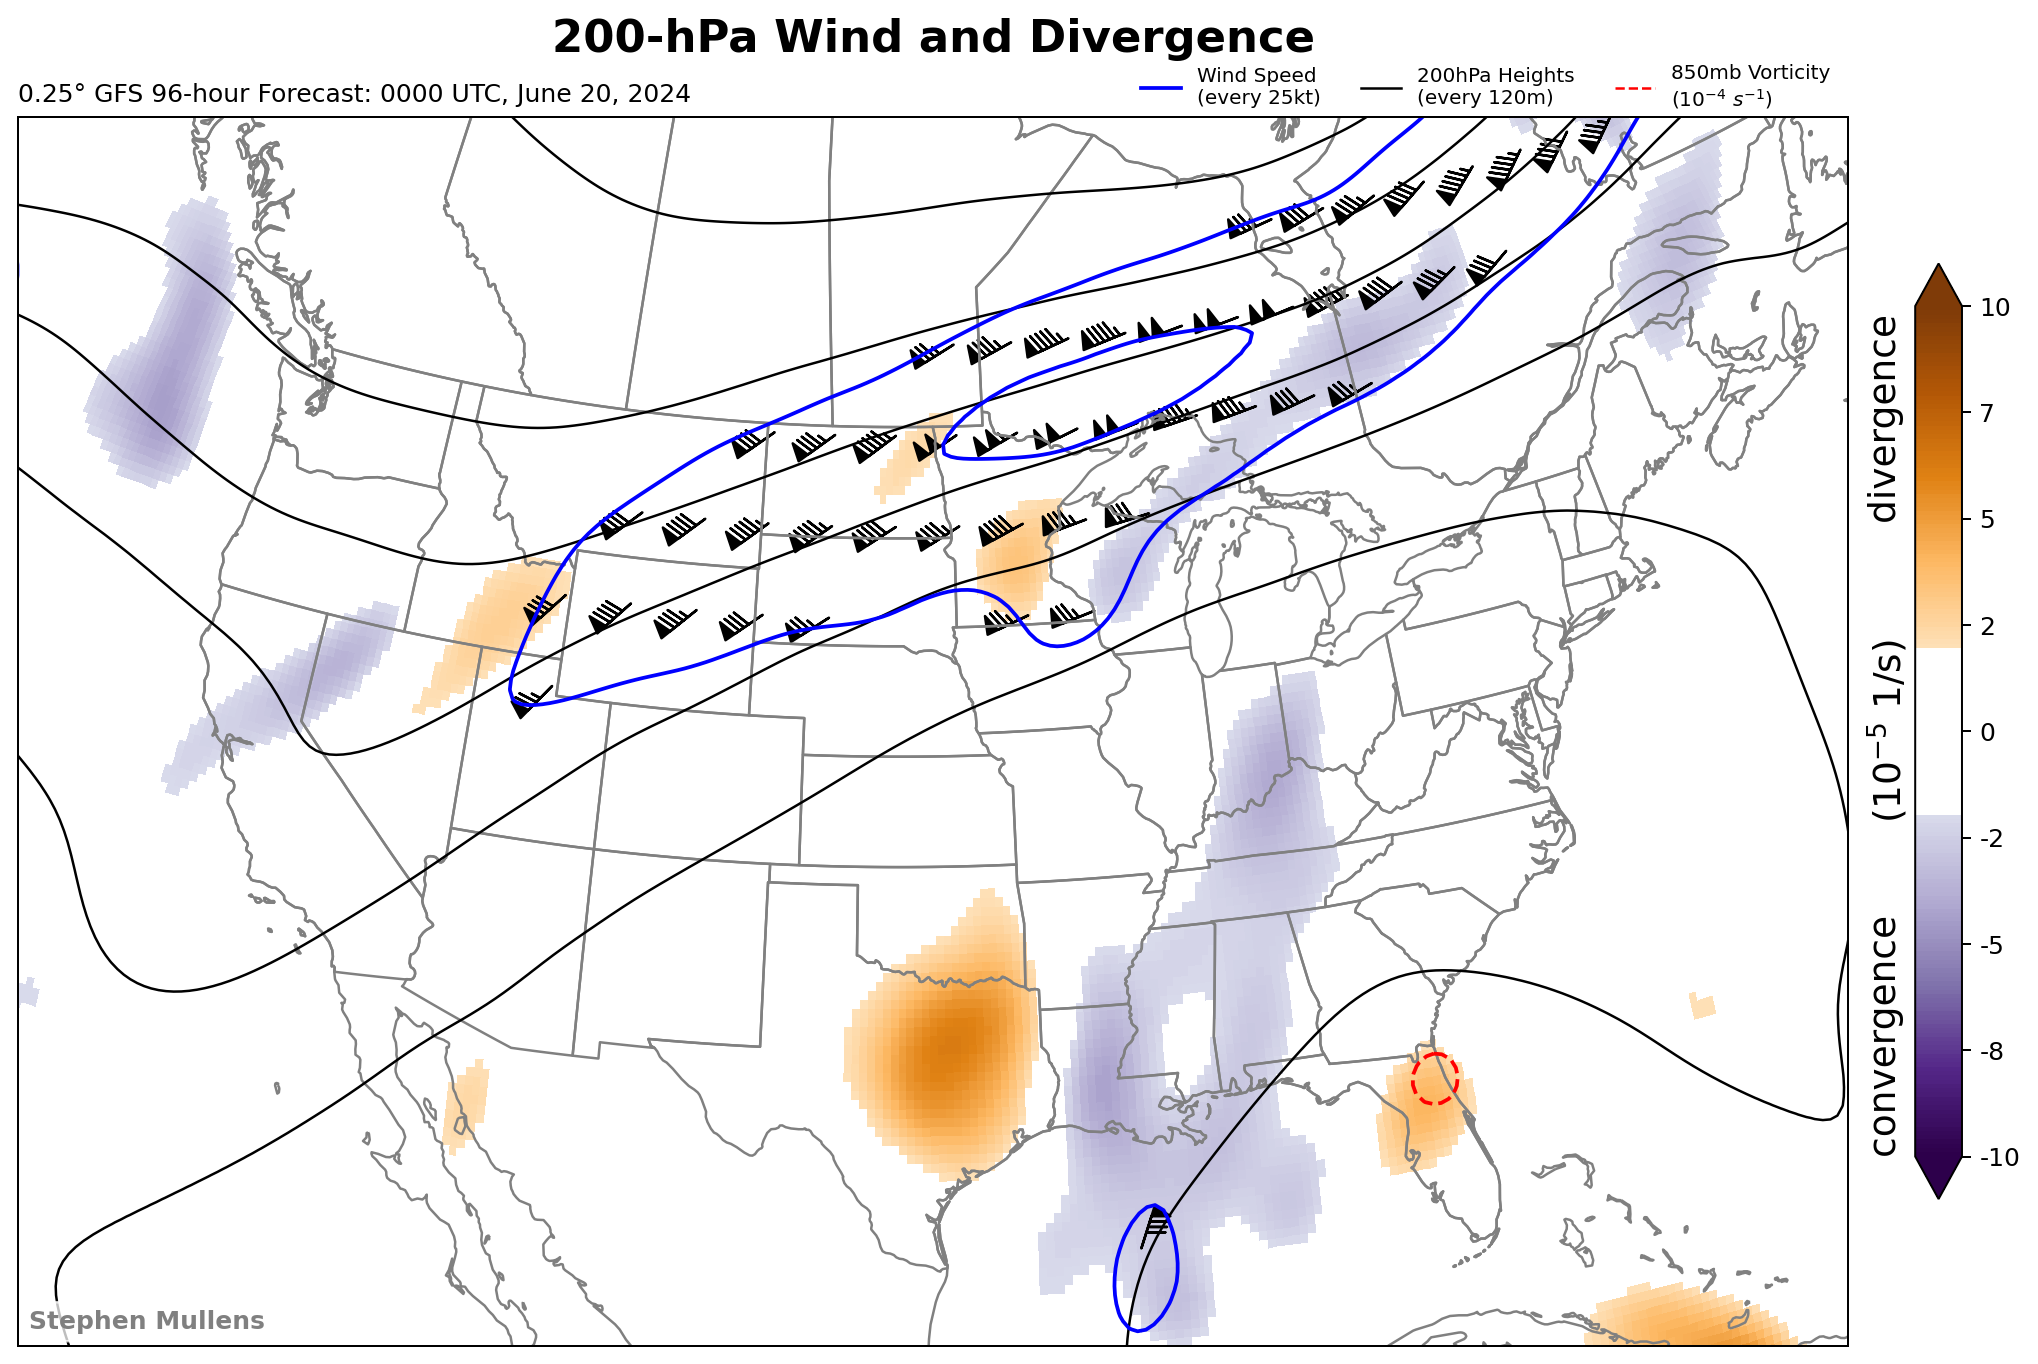 200-hPa Wind and Divergence
0.25° GFS 96-hour Forecast: 0000 UTC, June 20, 2024
Wind Speed
(every 25kt)
200hPa Heights
(every 120m)
850mb Vorticity
(10⁻⁴ s⁻¹)
10
7
5
2
0
-2
-5
-8
-10
convergence (10⁻⁵ 1/s) divergence
Stephen Mullens